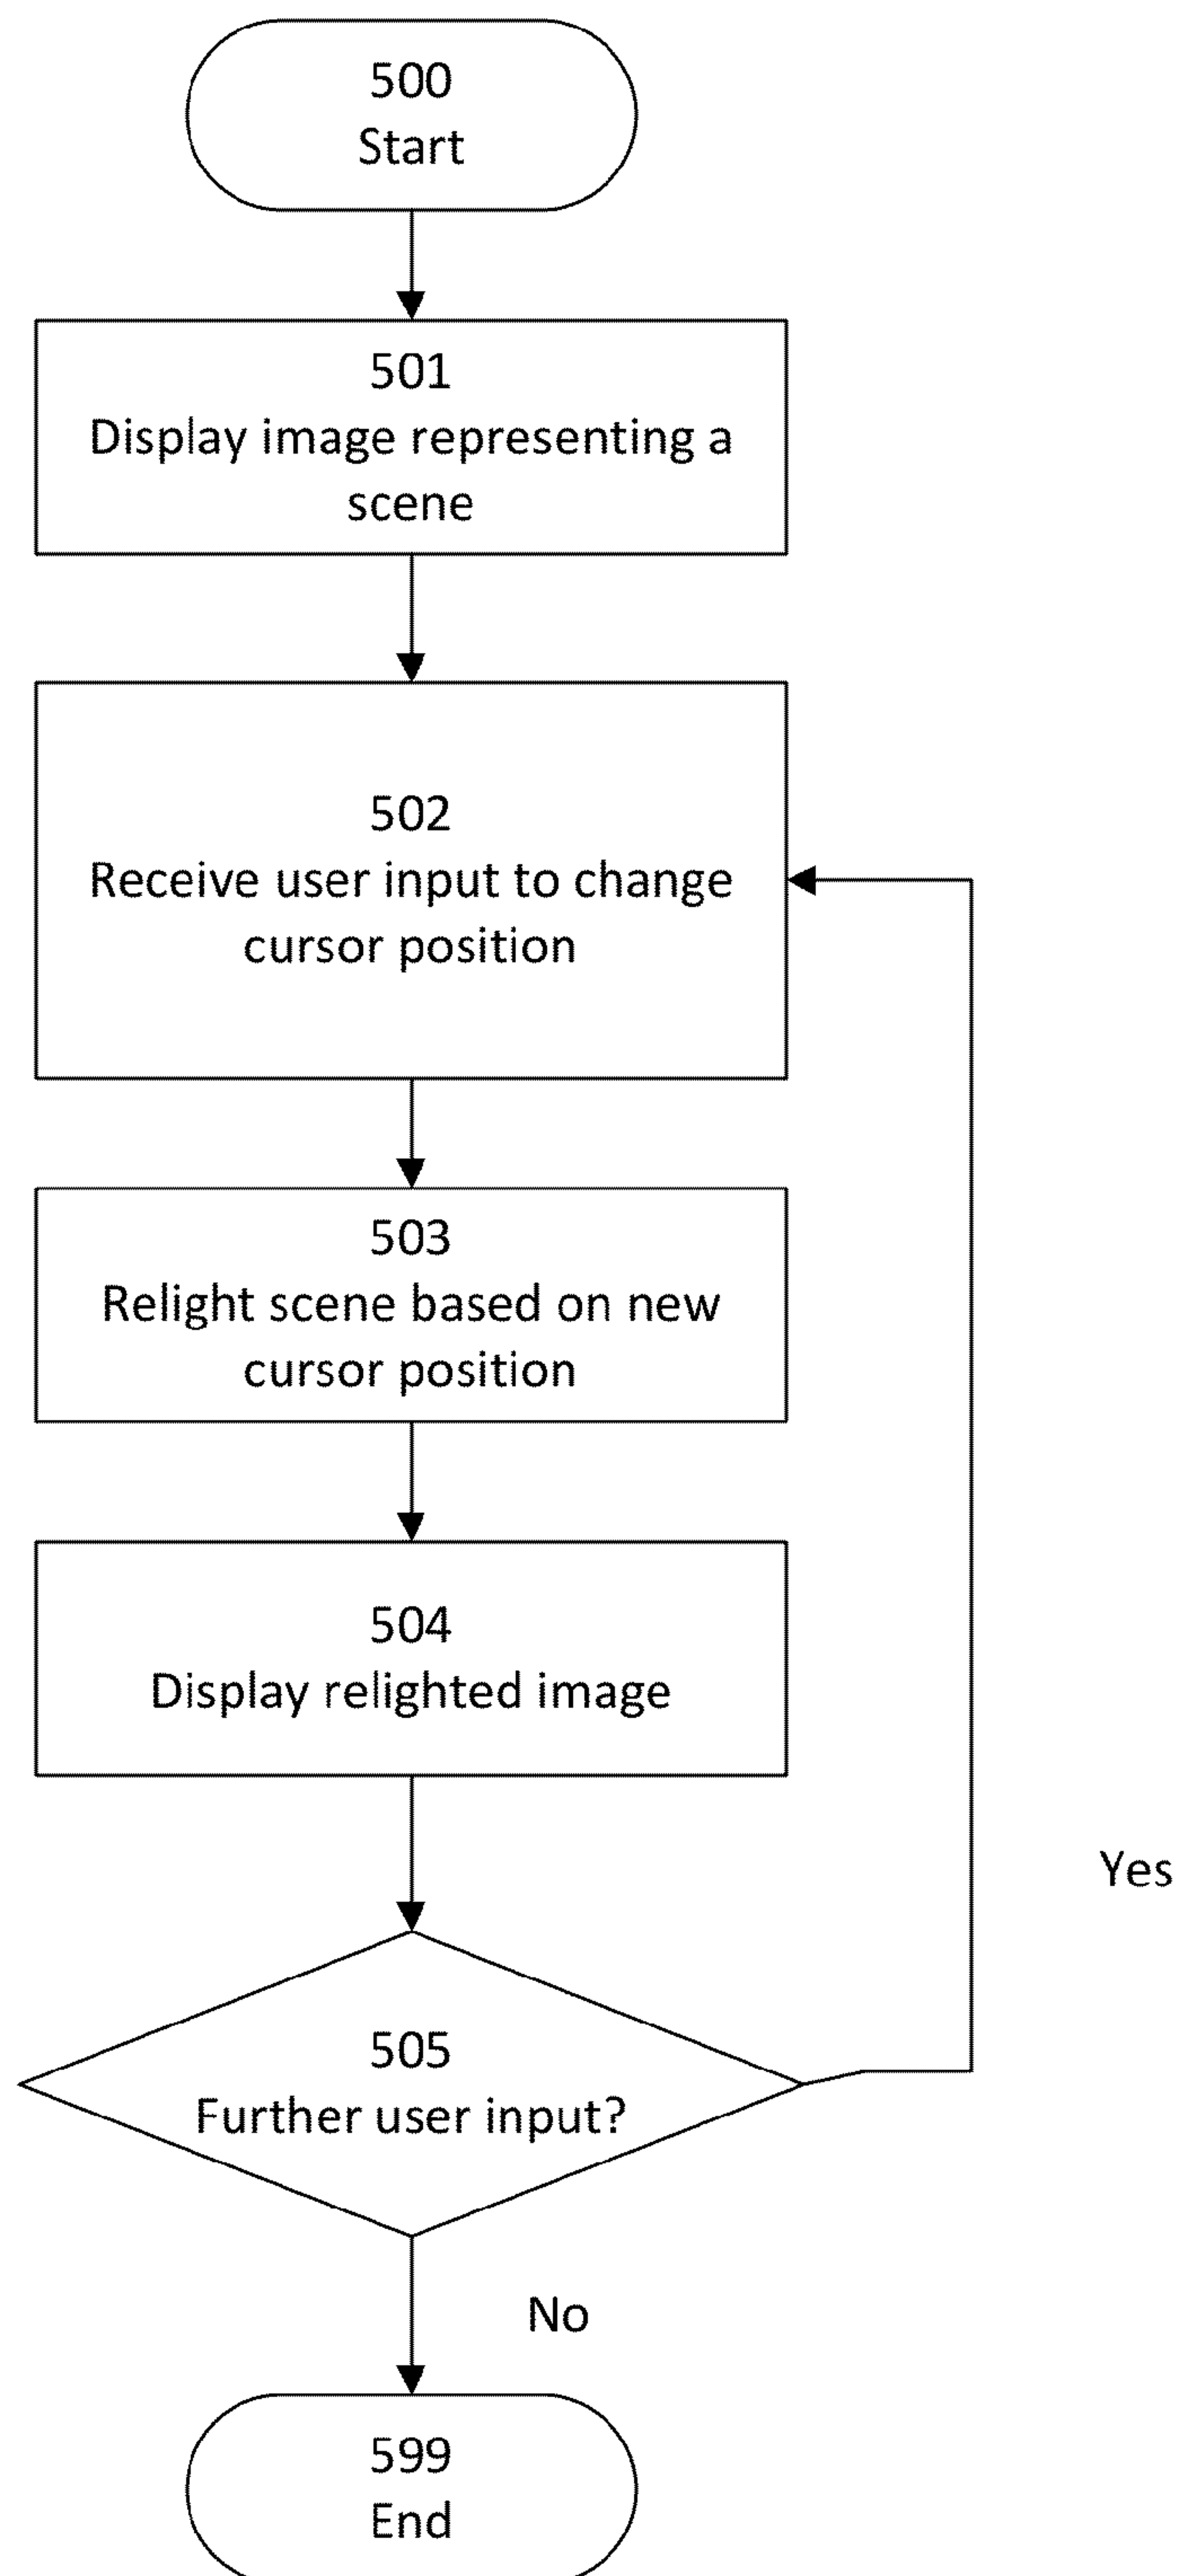 500
Start
501
Display image representing a
scene
502
Receive user input to change
cursor position
503
Relight scene based on new
cursor position
504
Display relighted image
Yes
505
Further user input?
No
599
End